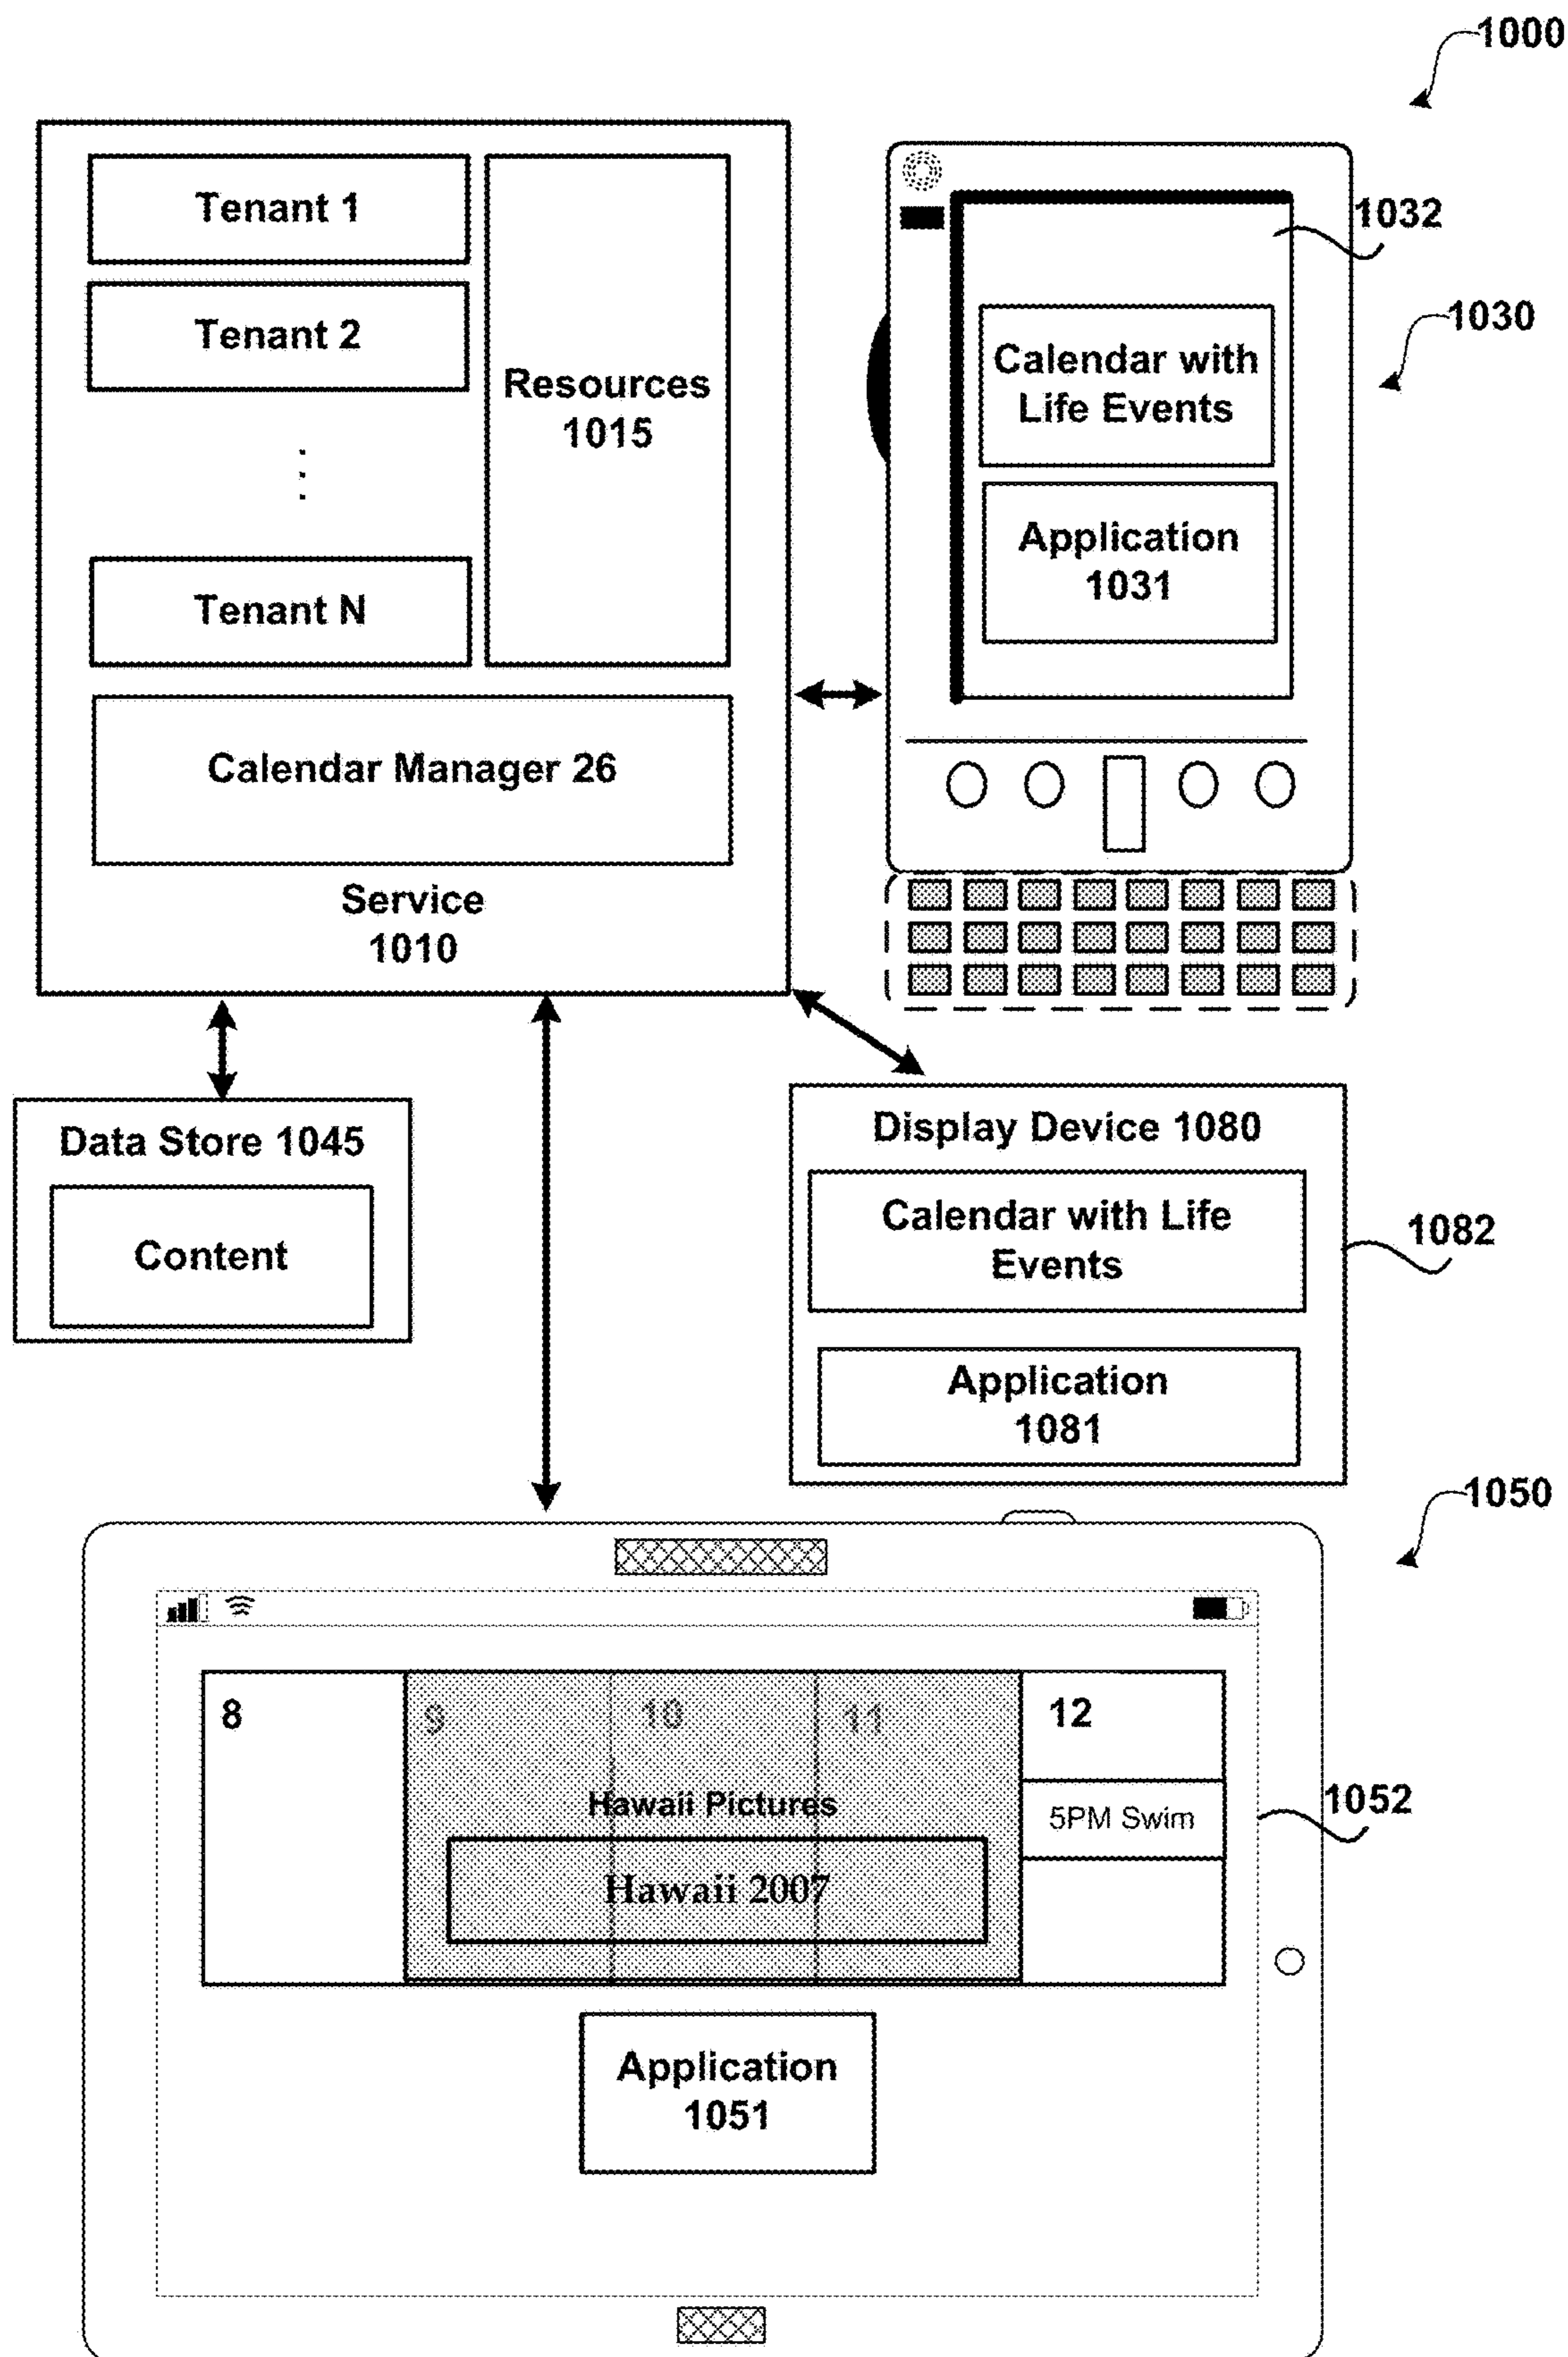 1000
Tenant 1
Tenant 2
Tenant N
Resources
1015
Calendar Manager 26
Service
1010
1032
1030
Calendar with
Life Events
Application
1031
Data Store 1045
Content
Display Device 1080
Calendar with Life
Events
1082
Application
1081
1050
8
9
10
11
12
Hawaii Pictures
Hawaii 2007
5PM Swim
1052
Application
1051